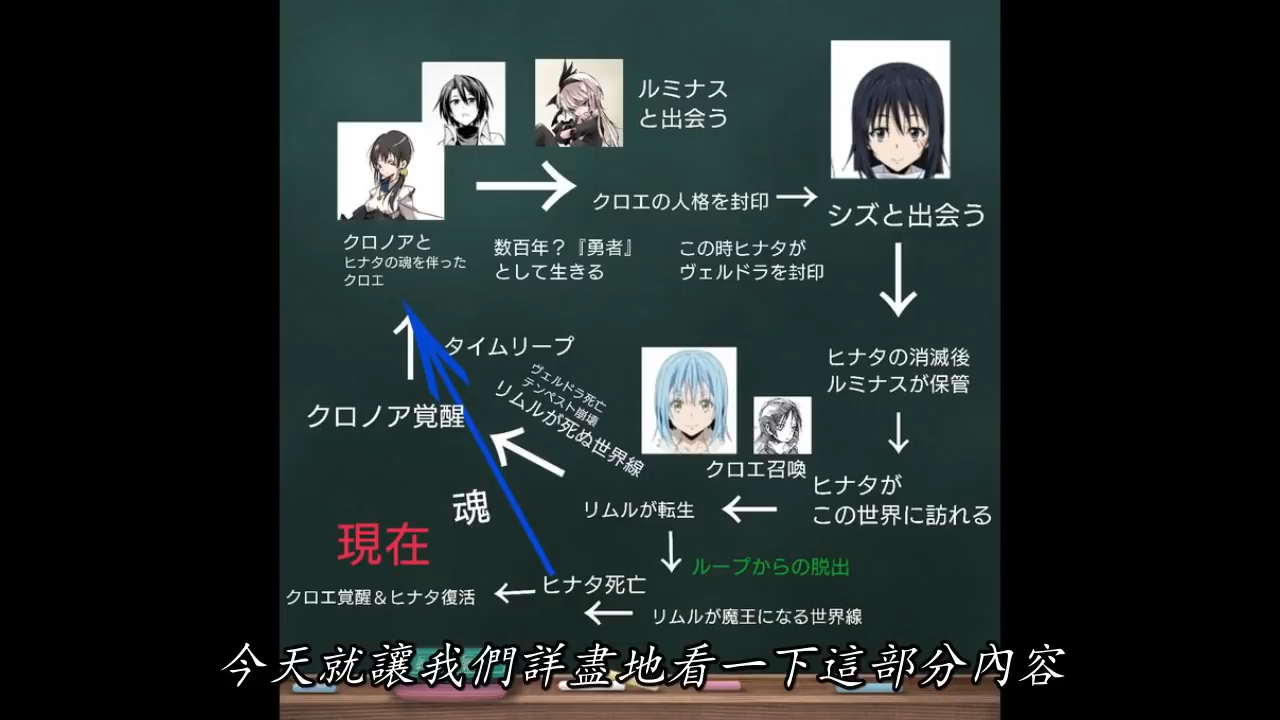 ルミナス
と出会う
クロエの人格を封印
シズと出会う
クロノアと
ヒナタの魂を伴った
クロエ
数百年？『勇者』
として生きる
この時ヒナタが
ヴェルドラを封印
タイムリープ
ヴェルドラ死亡
テンペスト崩壊
リムルが死ぬ世界線
ヒナタの消滅後
ルミナスが保管
クロノア覚醒
クロエ召喚
ヒナタが
この世界に訪れる
リムルが転生
魂
現在
ループからの脱出
ヒナタ死亡
クロエ覚醒＆ヒナタ復活
リムルが魔王になる世界線
今天就讓我們詳盡地看一下這部分內容